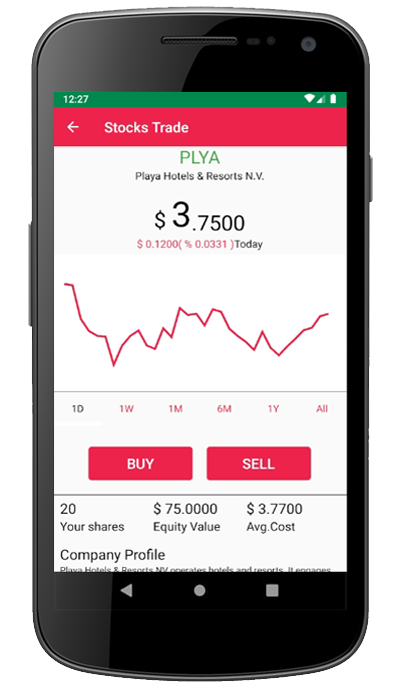 12:27
Stocks Trade
PLYA
Playa Hotels & Resorts N.V.
$ 3.7500
$ 0.1200( % 0.0331 )Today
1D 1W 1M 6M 1Y All
BUY SELL
20 $ 75.0000 $ 3.7700
Your shares Equity Value Avg.Cost
Company Profile
Playa Hotels & Resorts NV operates hotels and resorts. It engages